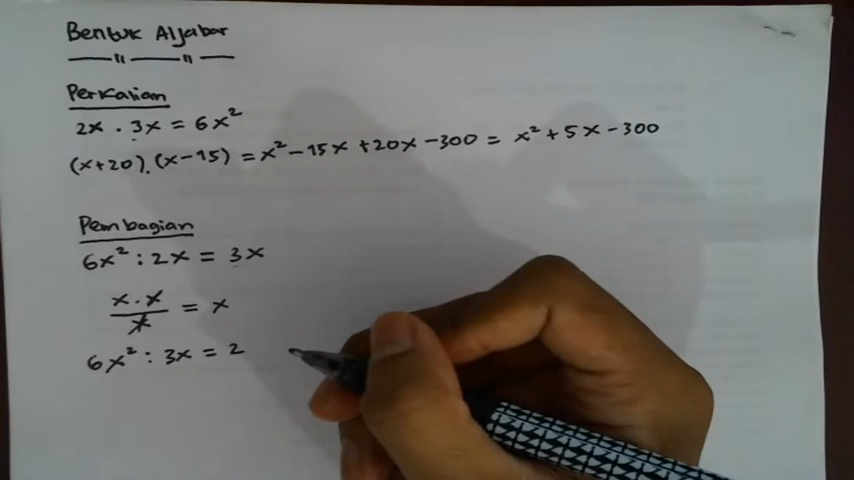 Bentuk Aljabar
Perkalian
2x . 3x = 6x²
(x+20).(x-15) = x² - 15x + 20x - 300 = x² + 5x - 300
Pembagian
6x² : 2x = 3x
x . x
/ x = x
6x² : 3x = 2